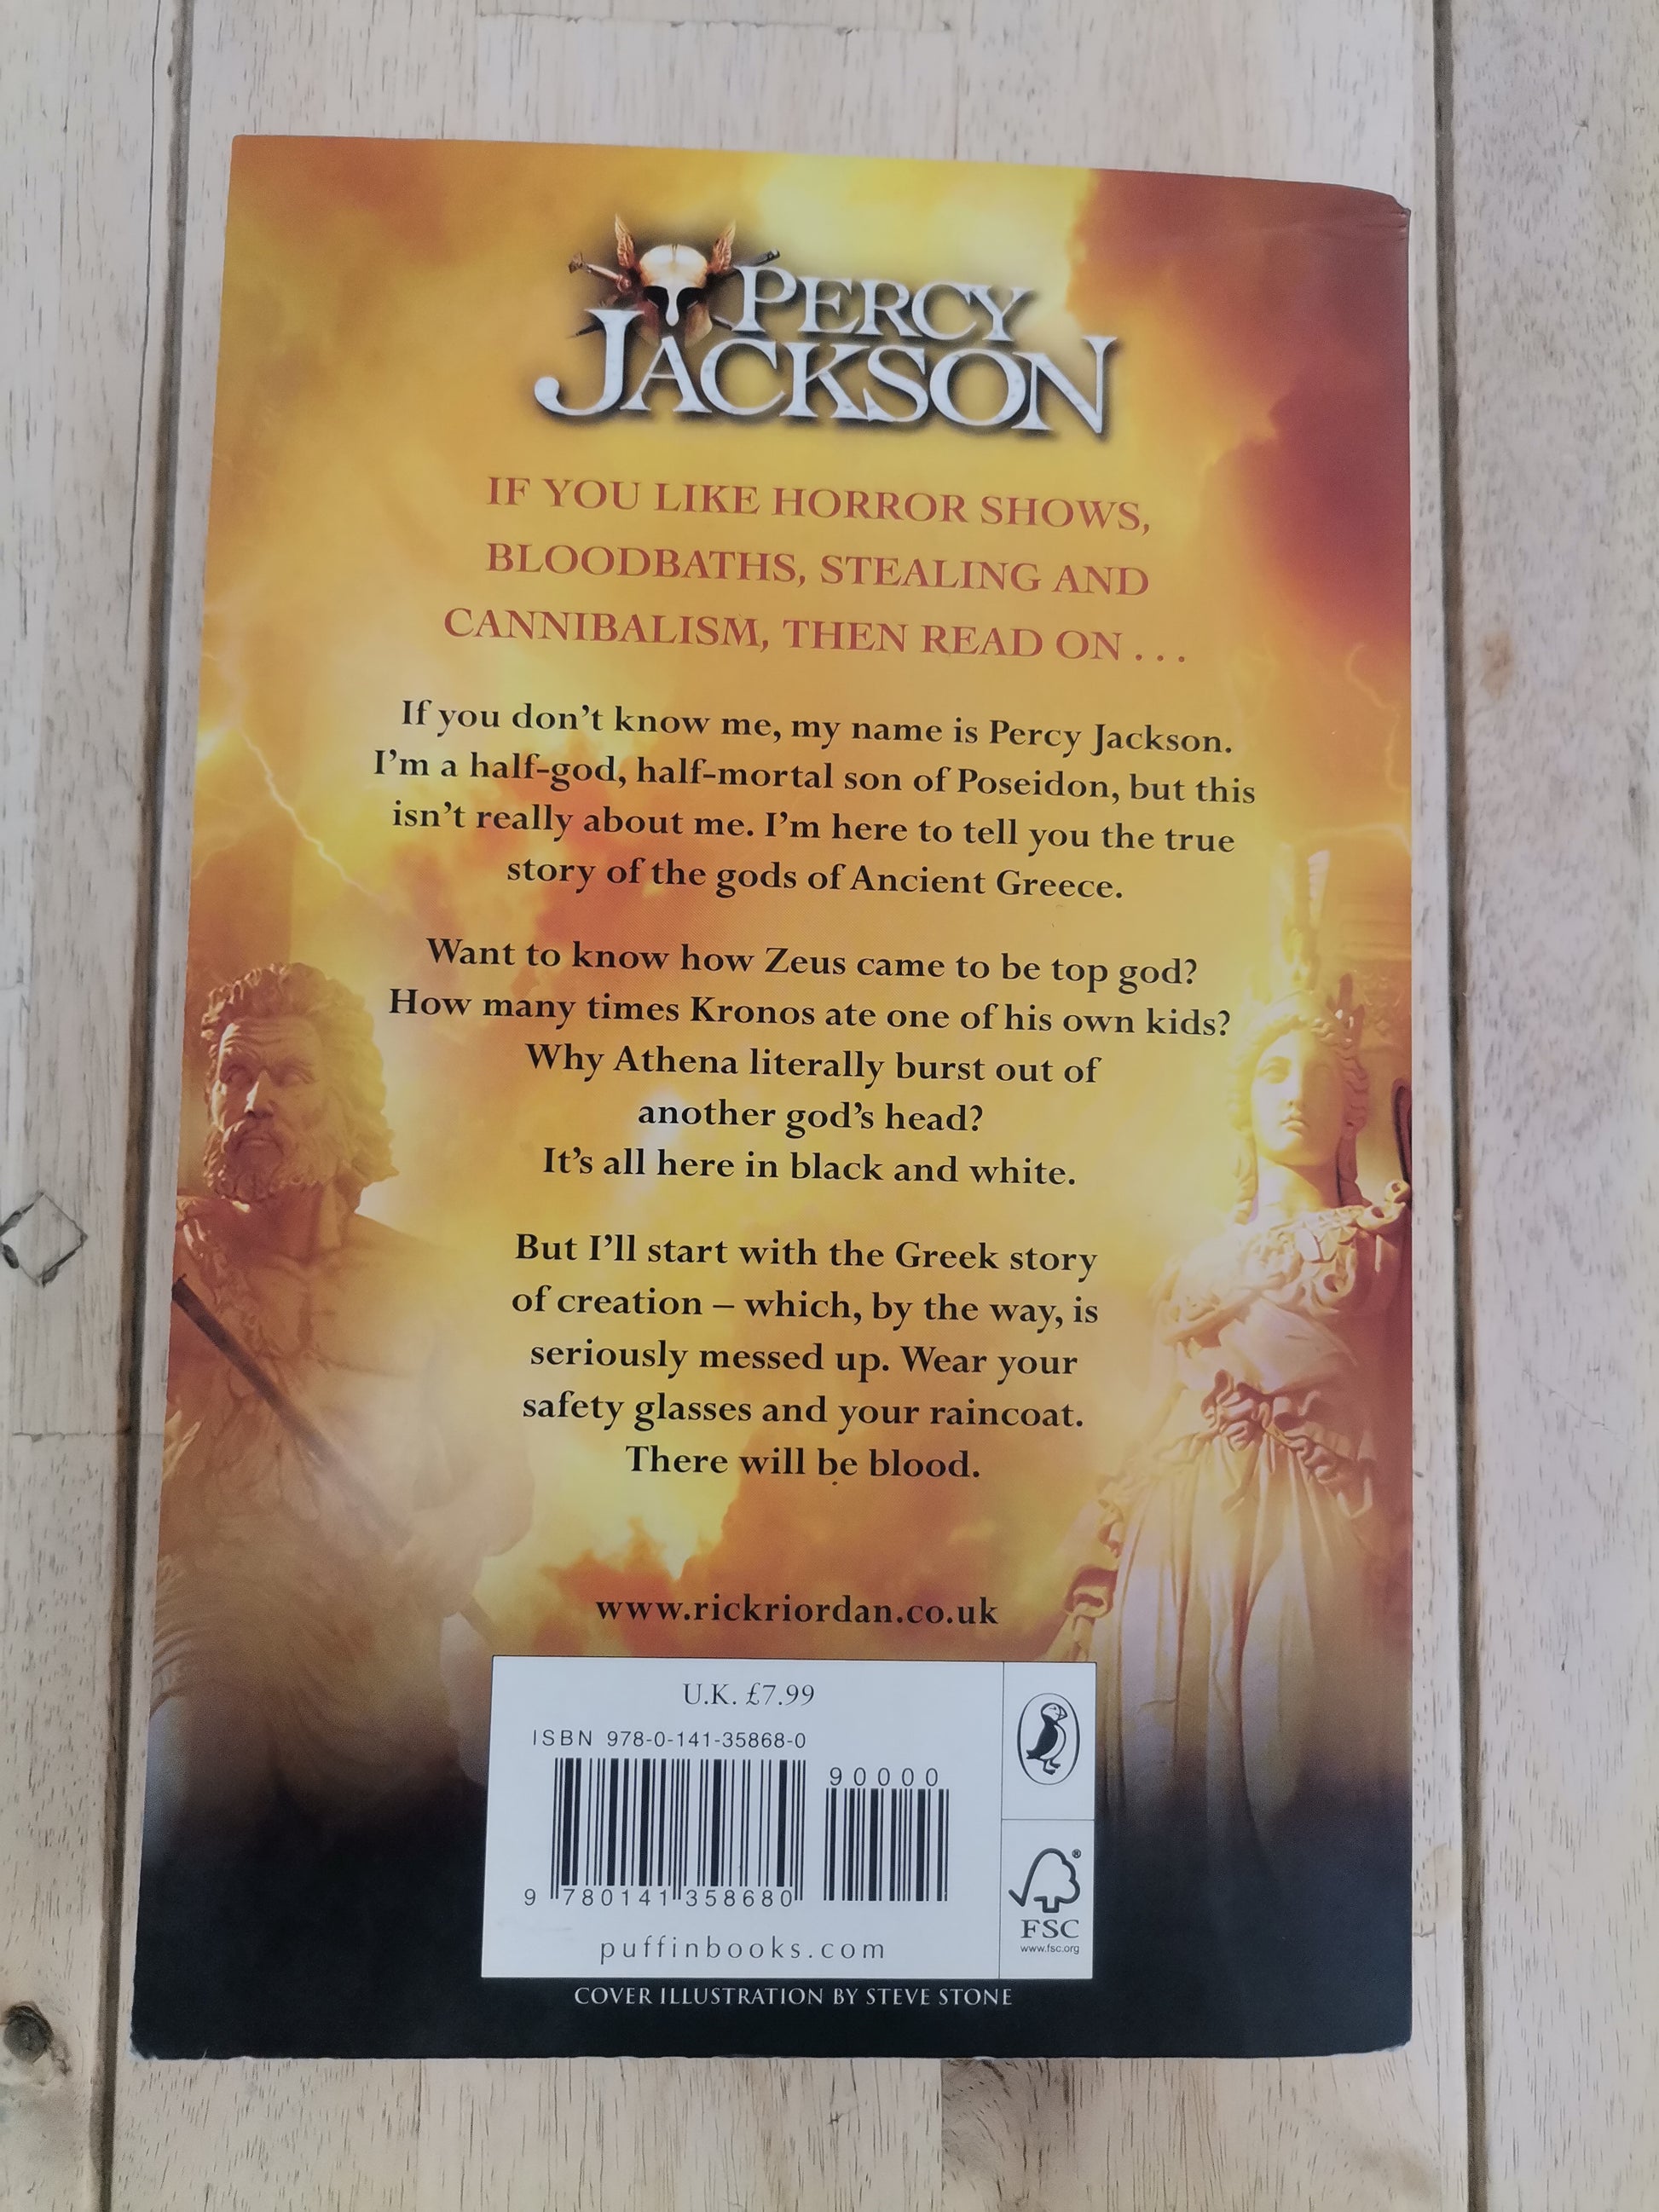 PERCY
JACKSON
IF YOU LIKE HORROR SHOWS,
BLOODBATHS, STEALING AND
CANNIBALISM, THEN READ ON . . .
If you don't know me, my name is Percy Jackson.
I'm a half-god, half-mortal son of Poseidon, but this
isn't really about me. I'm here to tell you the true
story of the gods of Ancient Greece.
Want to know how Zeus came to be top god?
How many times Kronos ate one of his own kids?
Why Athena literally burst out of
another god's head?
It's all here in black and white.
But I'll start with the Greek story
of creation – which, by the way, is
seriously messed up. Wear your
safety glasses and your raincoat.
There will be blood.
www.rickriordan.co.uk
U.K. £7.99
ISBN 978-0-141-35868-0
90000
9 780141 358680
puffinbooks.com
®
FSC
www.fsc.org
COVER ILLUSTRATION BY STEVE STONE